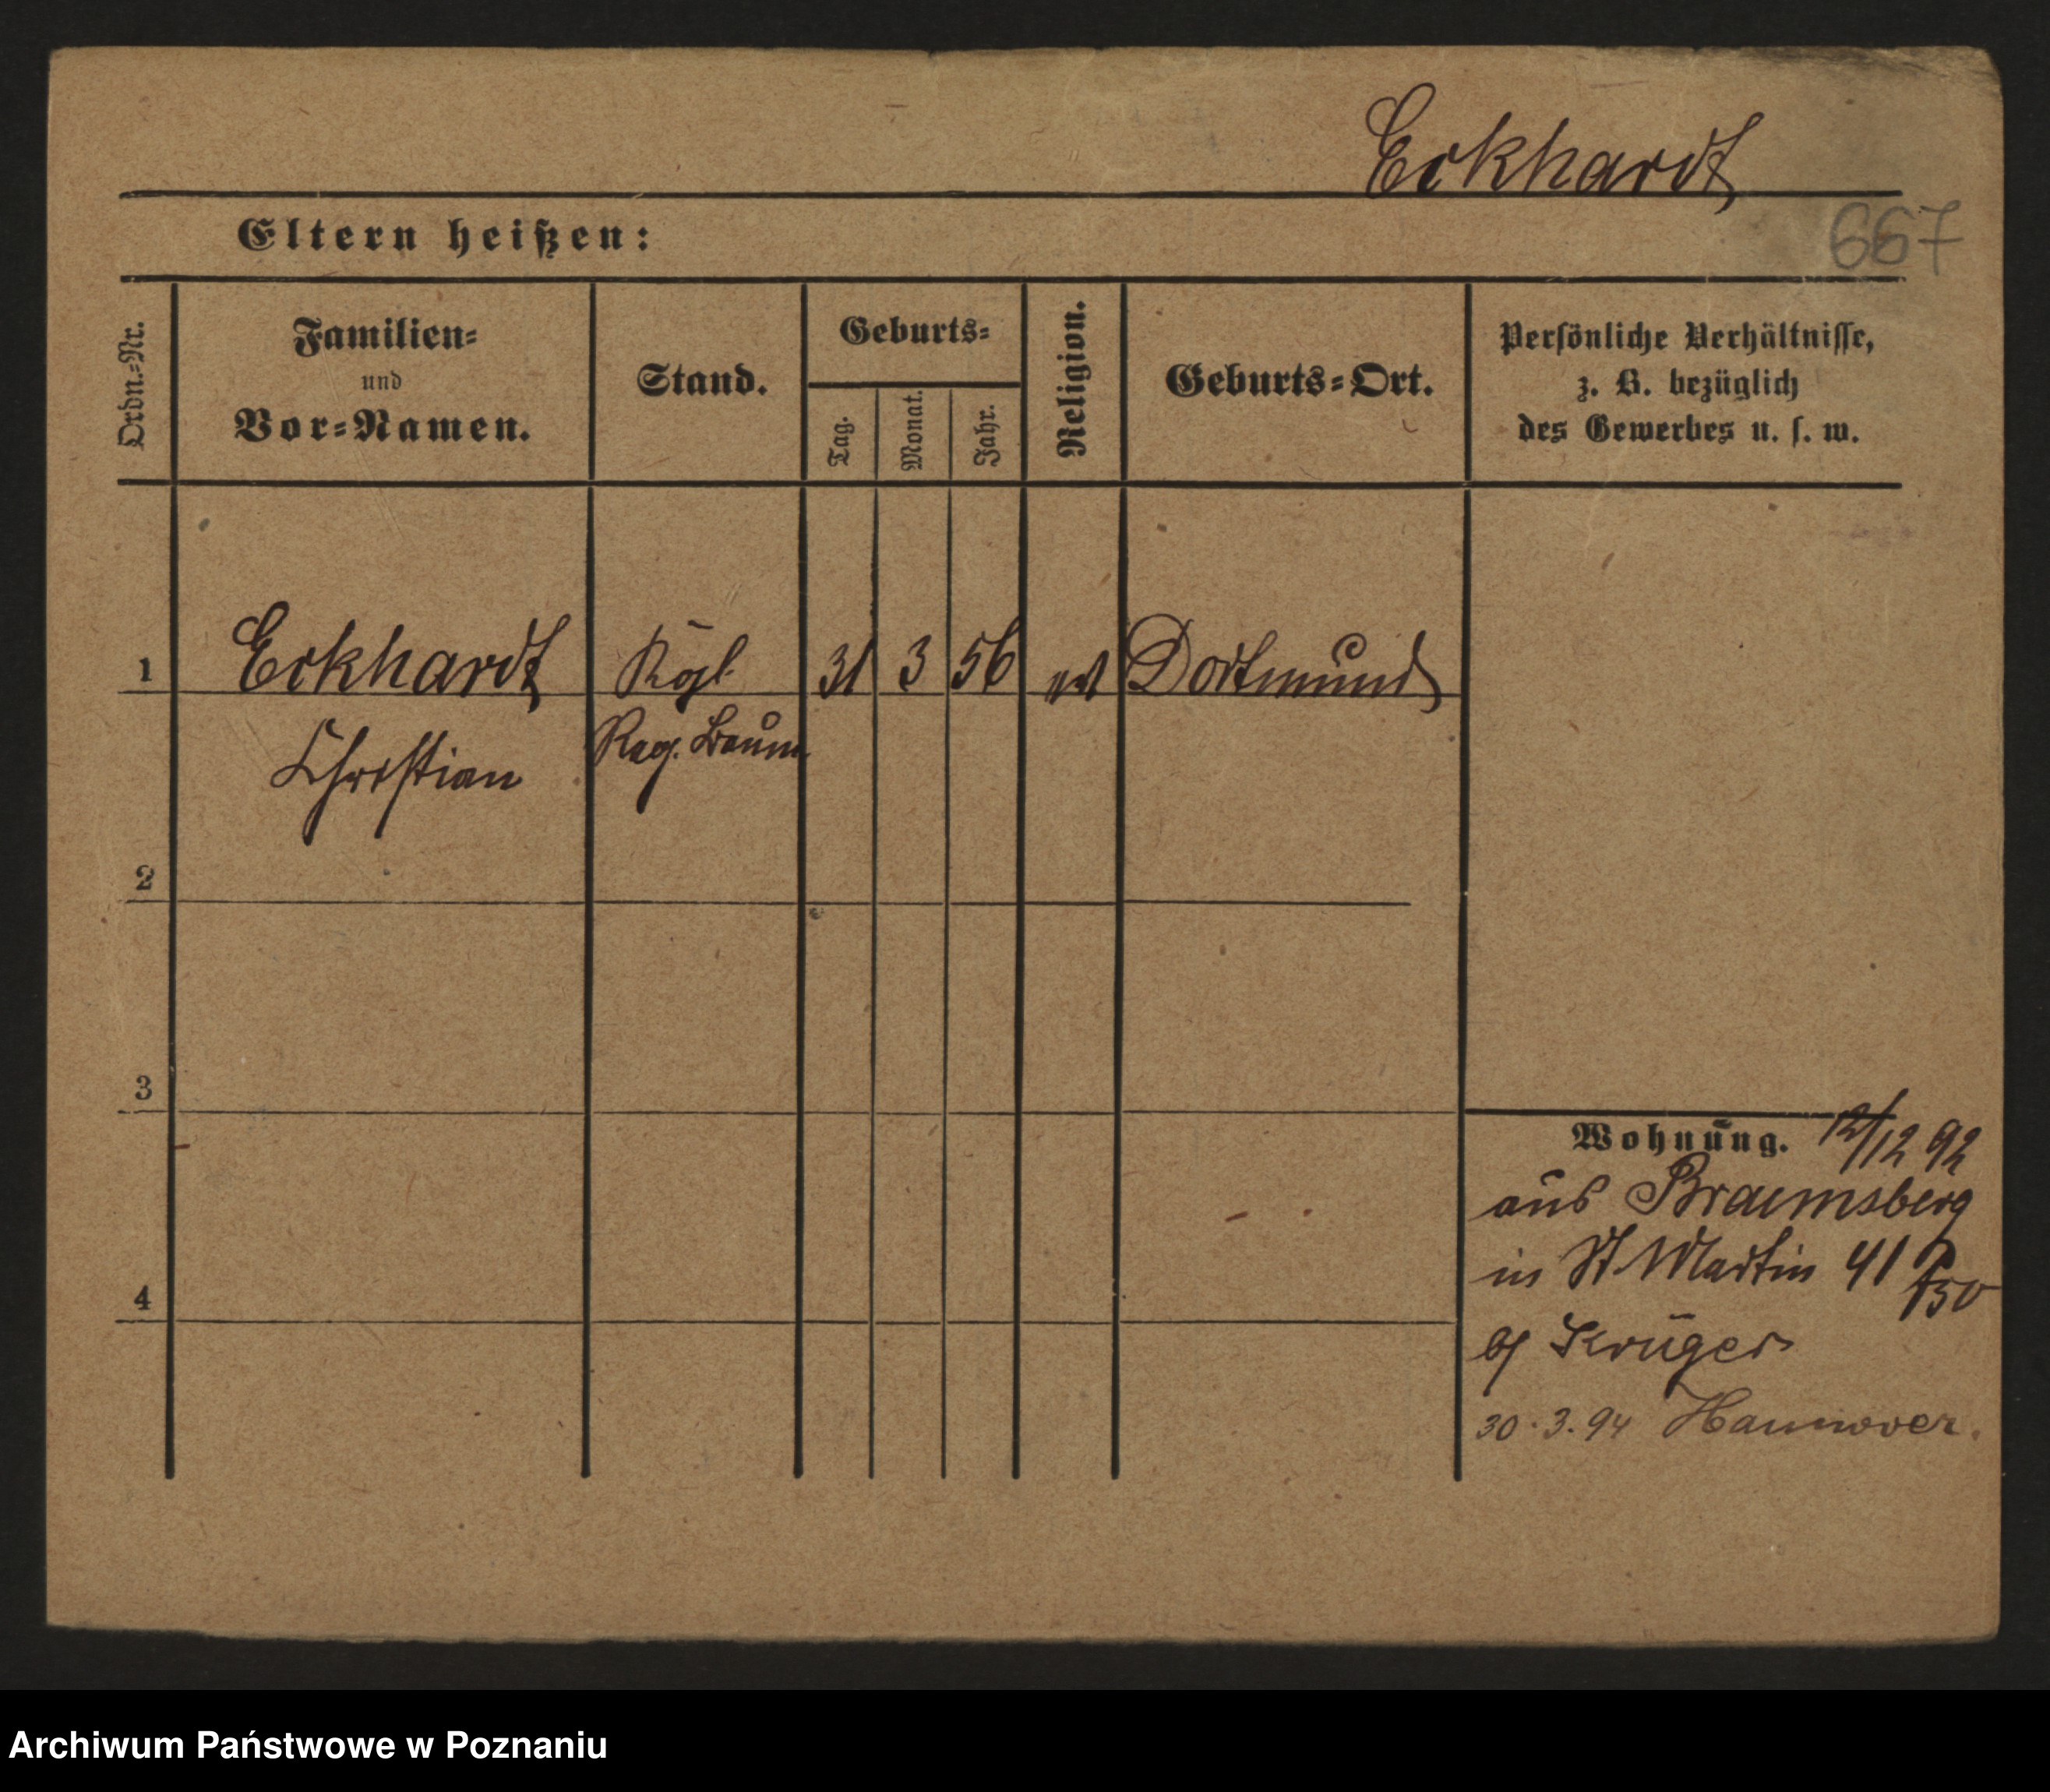 Eckhardt
667
Eltern heißen:
Ordn.-Nr.
Familien-
und
Vor-Namen.
Stand.
Geburts-
Tag.
Monat.
Jahr.
Religion.
Geburts-Ort.
Persönliche Verhältnisse,
z. B. bezüglich
des Gewerbes u. s. w.
1 Eckhardt Kgl. 31 3 56 Dortmund
Christian
Reg. Baum
2
3
4
Wohnung. 12/12 92
aus Braunsberg
in St Martin 41
b/ Krüger
30.3.94 Hannover.
Archiwum Państwowe w Poznaniu